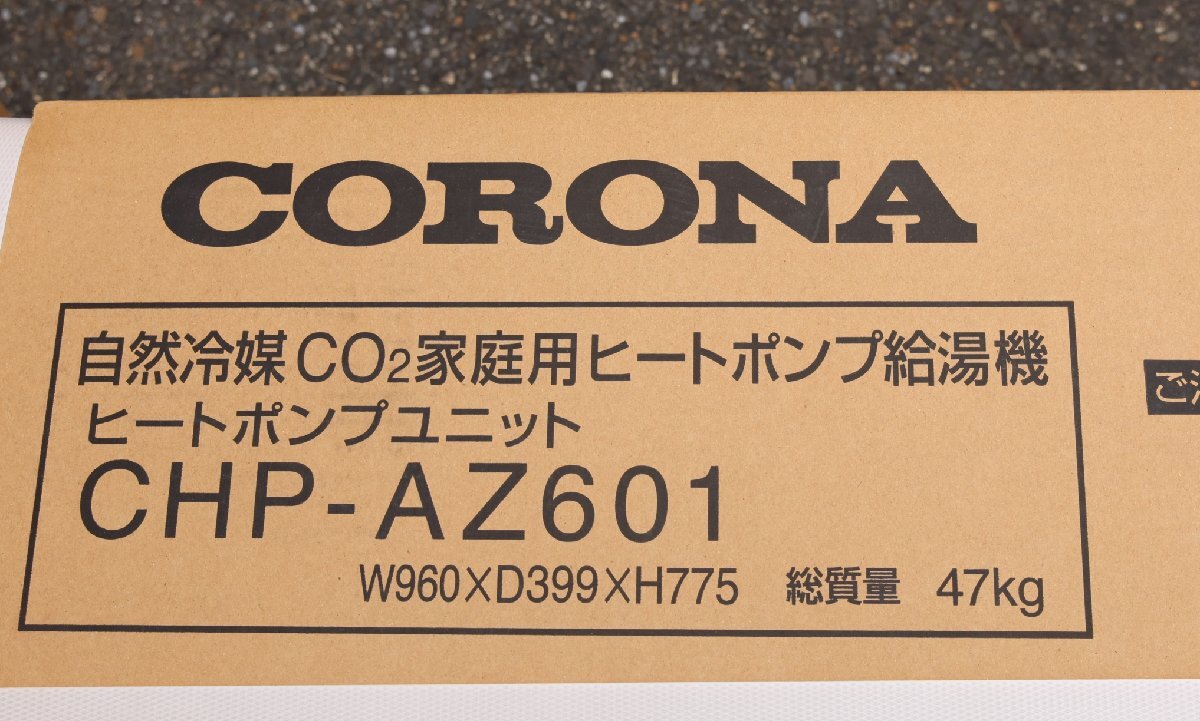 CORONA
自然冷媒CO₂家庭用ヒートポンプ給湯機
ヒートポンプユニット
CHP-AZ601
W960×D399×H775 総質量 47kg